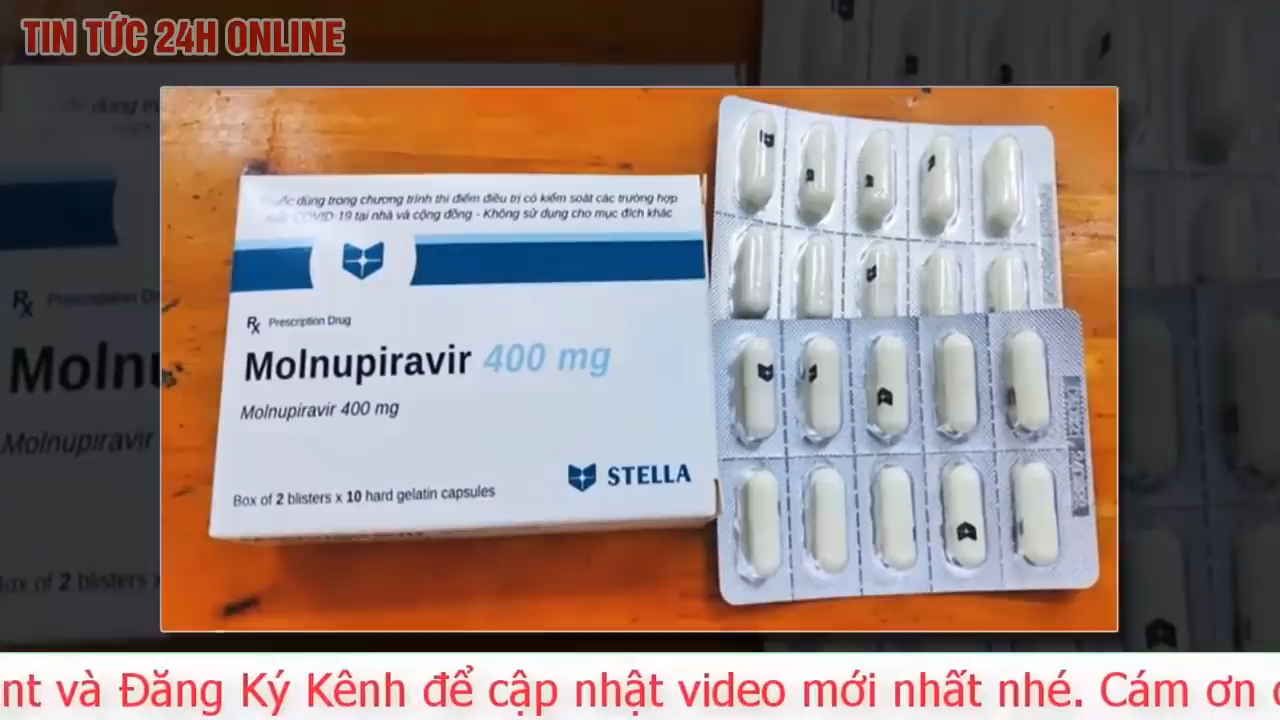 TIN TỨC 24H ONLINE
dùng trong chương trình thí điểm điều trị có kiểm soát các trường hợp
COVID-19 tại nhà và cộng đồng - Không sử dụng cho mục đích khác
Rx Prescription Drug
Molnupiravir 400 mg
Molnupiravir 400 mg
STELLA
Box of 2 blisters x 10 hard gelatin capsules
Rx Prescription
Moln
Molnupiravir
Box of 2 blisters
nt và Đăng Ký Kênh để cập nhật video mới nhất nhé. Cám ơn